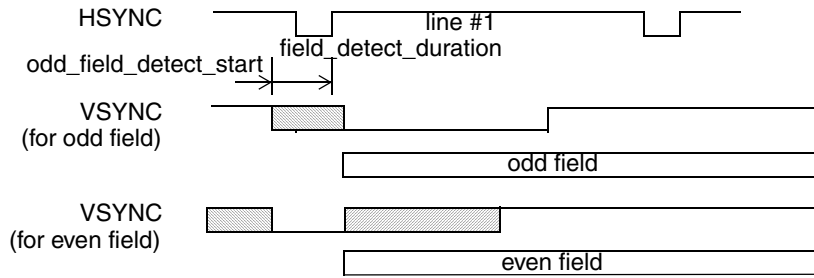 HSYNC
line #1
field_detect_duration
odd_field_detect_start
VSYNC
(for odd field)
odd field
VSYNC
(for even field)
even field